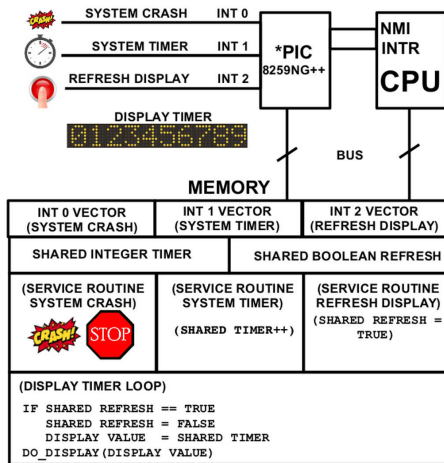 CRASH!
SYSTEM CRASH INT 0
SYSTEM TIMER INT 1
REFRESH DISPLAY INT 2
*PIC
8259NG++
NMI
INTR
CPU
DISPLAY TIMER
0123456789
BUS
MEMORY
INT 0 VECTOR
(SYSTEM CRASH)
INT 1 VECTOR
(SYSTEM TIMER)
INT 2 VECTOR
(REFRESH DISPLAY)
SHARED INTEGER TIMER
SHARED BOOLEAN REFRESH
(SERVICE ROUTINE
SYSTEM CRASH)
CRASH!
STOP
(SERVICE ROUTINE
SYSTEM TIMER)
(SHARED TIMER++)
(SERVICE ROUTINE
REFRESH DISPLAY)
(SHARED REFRESH =
TRUE)
(DISPLAY TIMER LOOP)
IF SHARED REFRESH == TRUE
SHARED REFRESH = FALSE
DISPLAY VALUE = SHARED TIMER
DO_DISPLAY(DISPLAY VALUE)